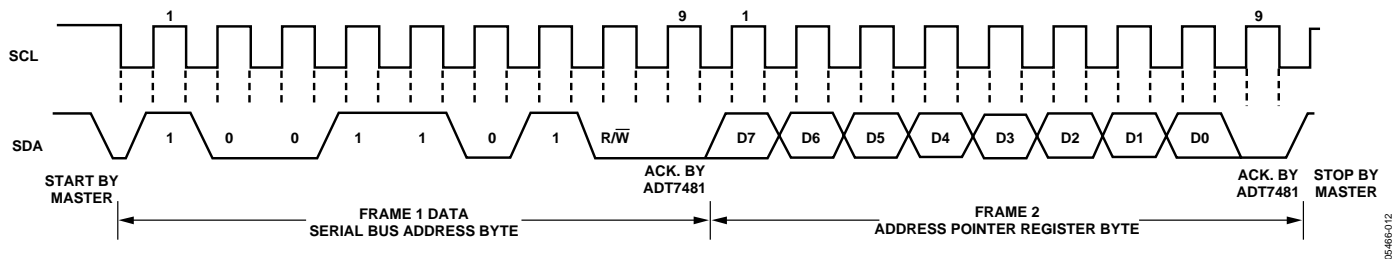 1 9 1 9
SCL
SDA
1 0 0 1 1 0 1 R/W̅ D7 D6 D5 D4 D3 D2 D1 D0
START BY
MASTER
ACK. BY
ADT7481
ACK. BY
ADT7481
STOP BY
MASTER
FRAME 1 DATA
SERIAL BUS ADDRESS BYTE
FRAME 2
ADDRESS POINTER REGISTER BYTE
05466-012